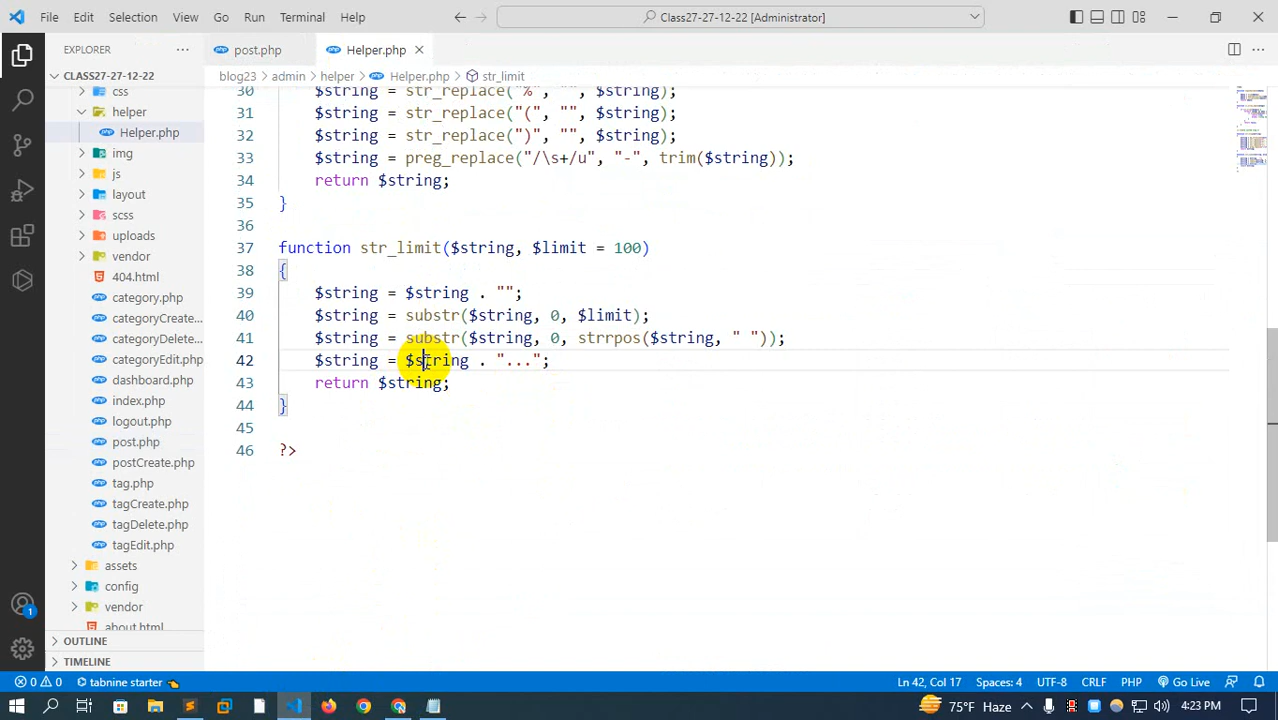 File Edit Selection View Go Run Terminal Help
Class27-27-12-22 [Administrator]
EXPLORER
post.php
Helper.php
CLASS27-27-12-22
blog23 > admin > helper > Helper.php > str_limit
css
helper
Helper.php
img
js
layout
scss
uploads
vendor
404.html
category.php
categoryCreate...
categoryDelete...
categoryEdit.php
dashboard.php
index.php
logout.php
post.php
postCreate.php
tag.php
tagCreate.php
tagDelete.php
tagEdit.php
assets
config
vendor
about.html
OUTLINE
TIMELINE
30 $string = str_replace("%", "", $string);
31 $string = str_replace("(", "", $string);
32 $string = str_replace(")", "", $string);
33 $string = preg_replace("/\s+/u", "-", trim($string));
34 return $string;
35 }
36
37 function str_limit($string, $limit = 100)
38 {
39 $string = $string . "";
40 $string = substr($string, 0, $limit);
41 $string = substr($string, 0, strrpos($string, " "));
42 $string = $string . "...";
43 return $string;
44 }
45
46 ?>
1
0 0 tabnine starter
Ln 42, Col 17 Spaces: 4 UTF-8 CRLF PHP Go Live
75°F Haze
4:23 PM